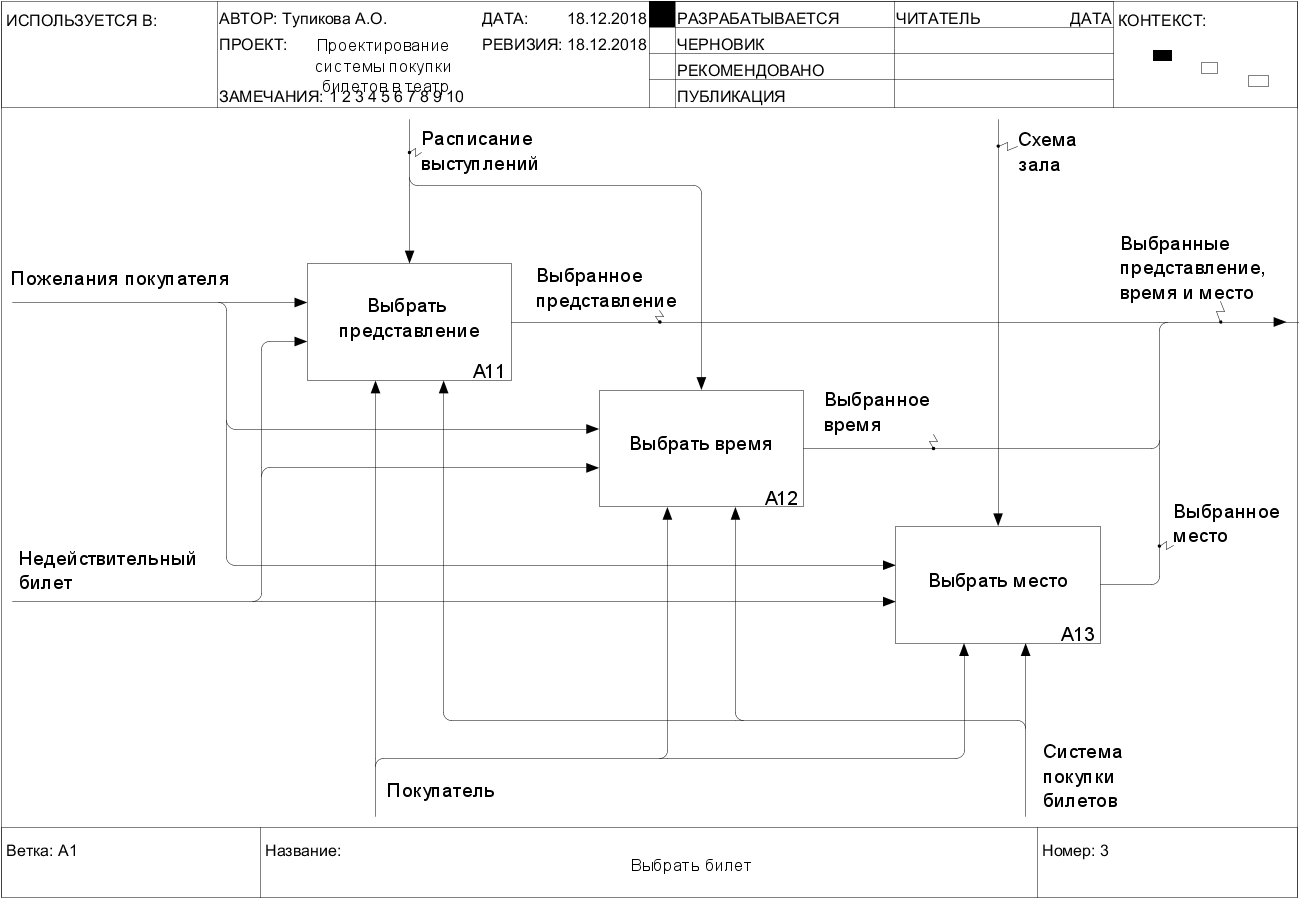 ИСПОЛЬЗУЕТСЯ В:
АВТОР: Тупикова А.О.
ДАТА: 18.12.2018
РАЗРАБАТЫВАЕТСЯ
ЧИТАТЕЛЬ
ДАТА
КОНТЕКСТ:
ПРОЕКТ:
Проектирование
системы покупки
билетов в театр
РЕВИЗИЯ: 18.12.2018
ЧЕРНОВИК
РЕКОМЕНДОВАНО
ЗАМЕЧАНИЯ: 1 2 3 4 5 6 7 8 9 10
ПУБЛИКАЦИЯ
Расписание
выступлений
Схема
зала
Выбранные
представление,
время и место
Пожелания покупателя
Выбранное
представление
Выбрать
представление
A11
Выбранное
время
Выбрать время
A12
Выбранное
место
Недействительный
билет
Выбрать место
A13
Система
покупки
билетов
Покупатель
Ветка: A1
Название:
Выбрать билет
Номер: 3